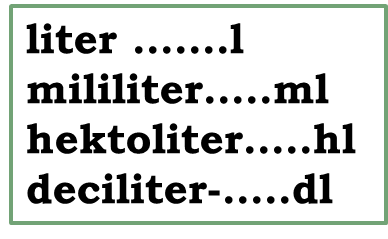 liter .......l
mililiter.....ml
hektoliter.....hl
deciliter-.....dl